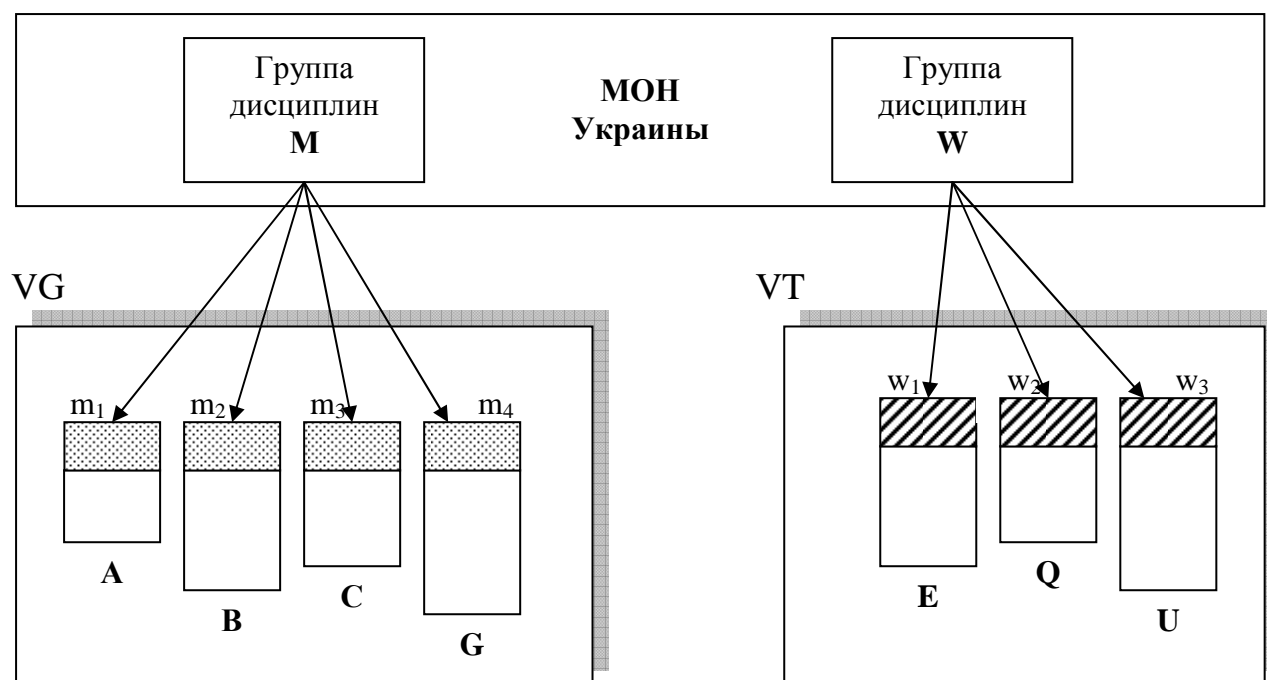 Группа
дисциплин
M
МОН
Украины
Группа
дисциплин
W
VG
VT
m1
m2
m3
m4
w1
w2
w3
A
B
C
G
E
Q
U